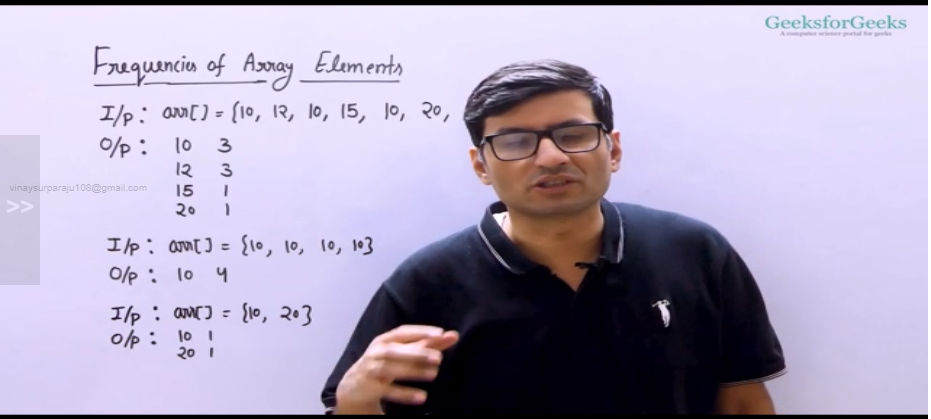 GeeksforGeeks
A computer science portal for geeks
Frequencies of Array Elements
I/p : arr[] = {10, 12, 10, 15, 10, 20,
O/p : 10 3
12 3
15 1
20 1
vinaysurparaju108@gmail.com
>>
I/p : arr[] = {10, 10, 10, 10}
O/p : 10 4
I/p : arr[] = {10, 20}
O/p : 10 1
20 1